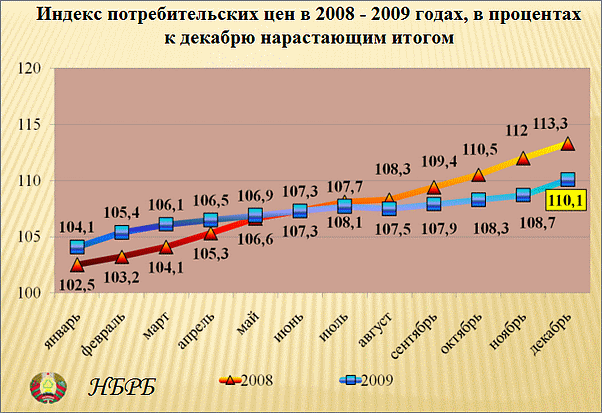 Индекс потребительских цен в 2008 - 2009 годах, в процентах
к декабрю нарастающим итогом
120
115
110
105
100
104,1 105,4 106,1 106,5 106,9 107,3 107,7 108,3 109,4 110,5 112 113,3
102,5 103,2 104,1 105,3 106,6 107,3 108,1 107,5 107,9 108,3 108,7 110,1
январь февраль март апрель май июнь июль август сентябрь октябрь ноябрь декабрь
НБРБ 2008 2009